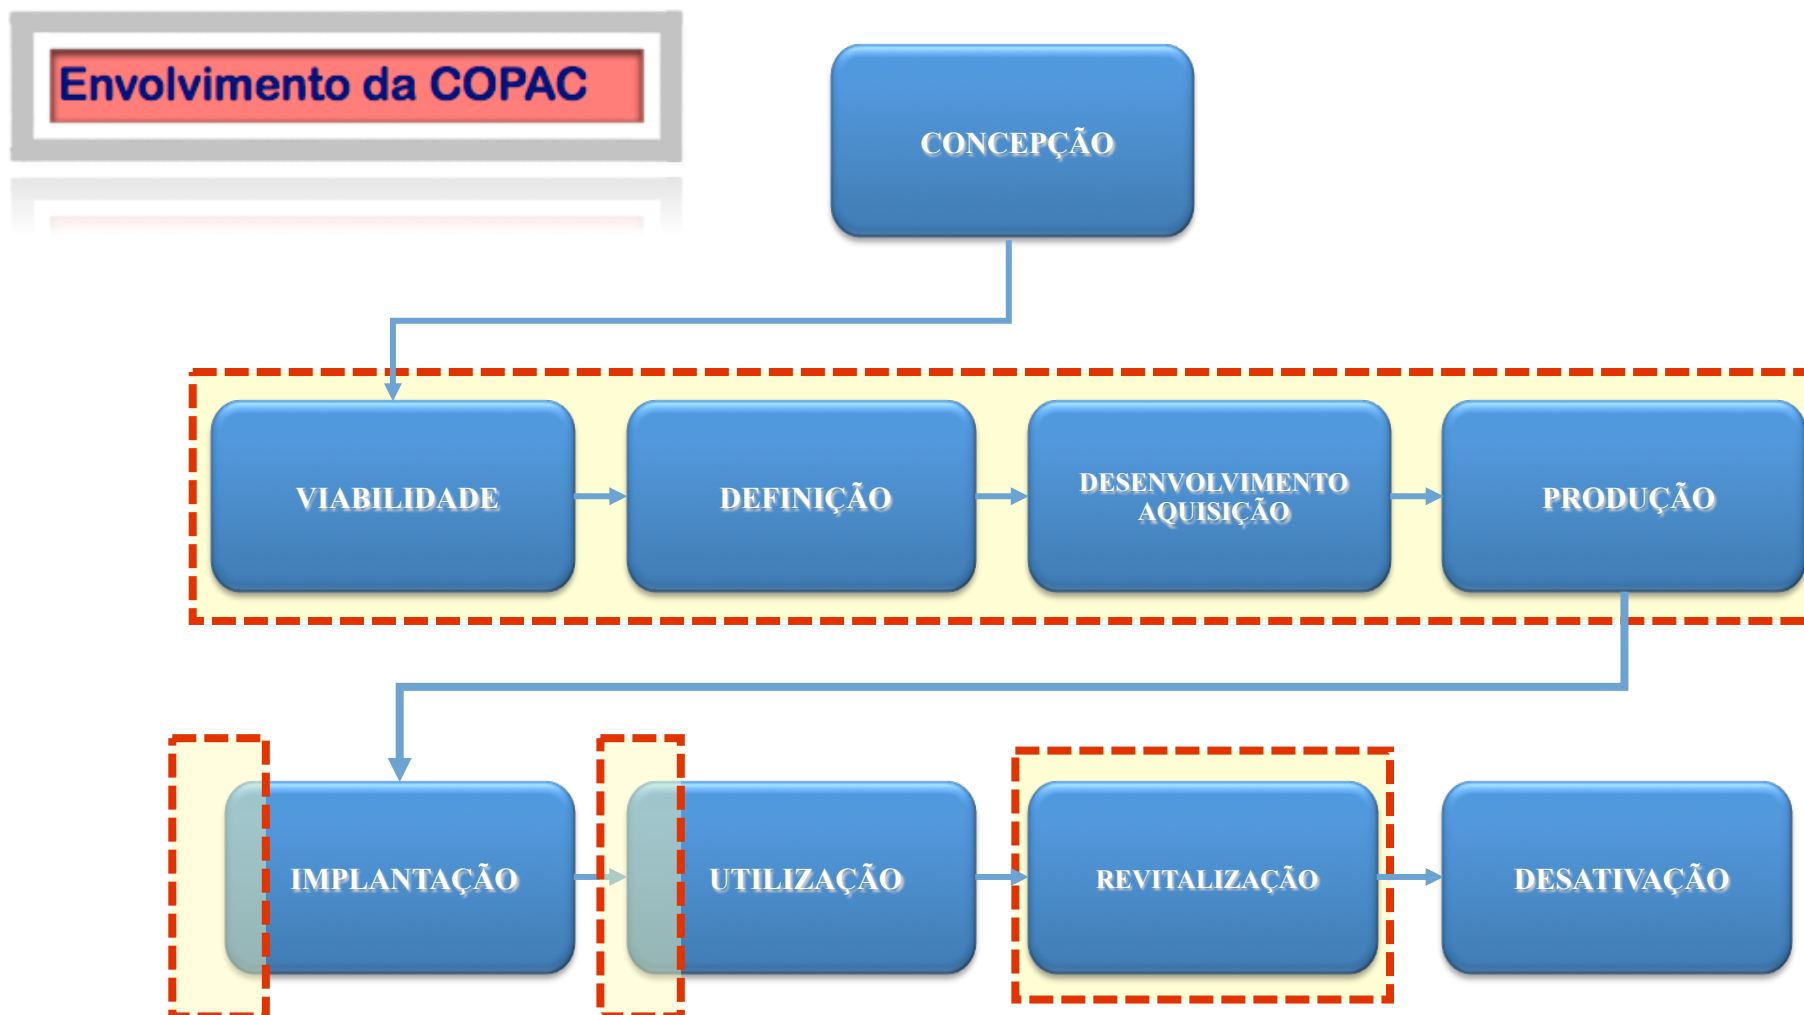 Envolvimento da COPAC
CONCEPÇÃO
VIABILIDADE
DEFINIÇÃO
DESENVOLVIMENTO
AQUISIÇÃO
PRODUÇÃO
IMPLANTAÇÃO
UTILIZAÇÃO
REVITALIZAÇÃO
DESATIVAÇÃO